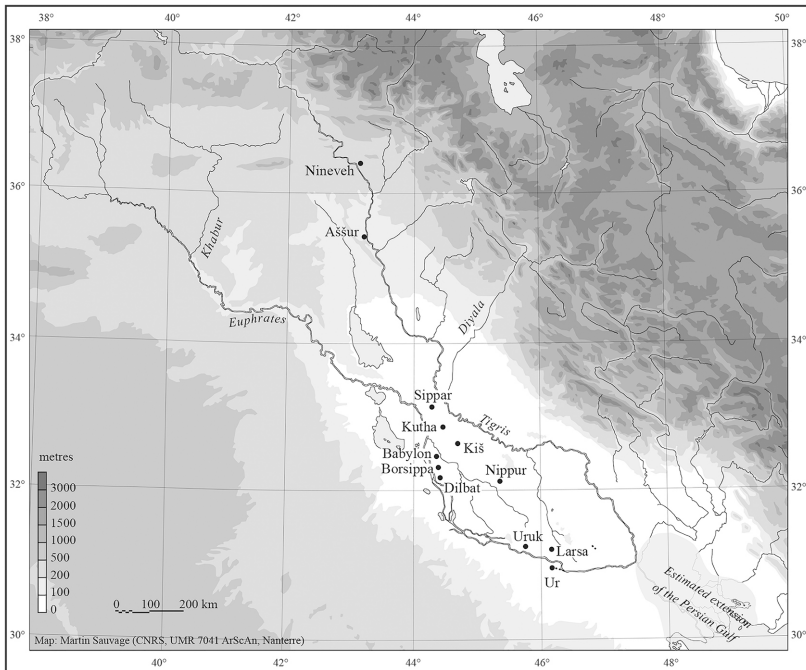 38° 40° 42° 44° 46° 48° 50°
38° 38°
36° 36°
34° 34°
32° 32°
30° 30°
40° 42° 44° 46° 48°
Nineveh
Aššur
Khabur
Euphrates
Diyala
Sippar
Tigris
Kutha
Kiš
Babylon
Borsippa
Nippur
Dilbat
Uruk
Larsa
Ur
Estimated extension
of the Persian Gulf
metres
3000
2000
1500
1000
500
200
100
0
0 100 200 km
Map: Martin Sauvage (CNRS, UMR 7041 ArScAn, Nanterre)